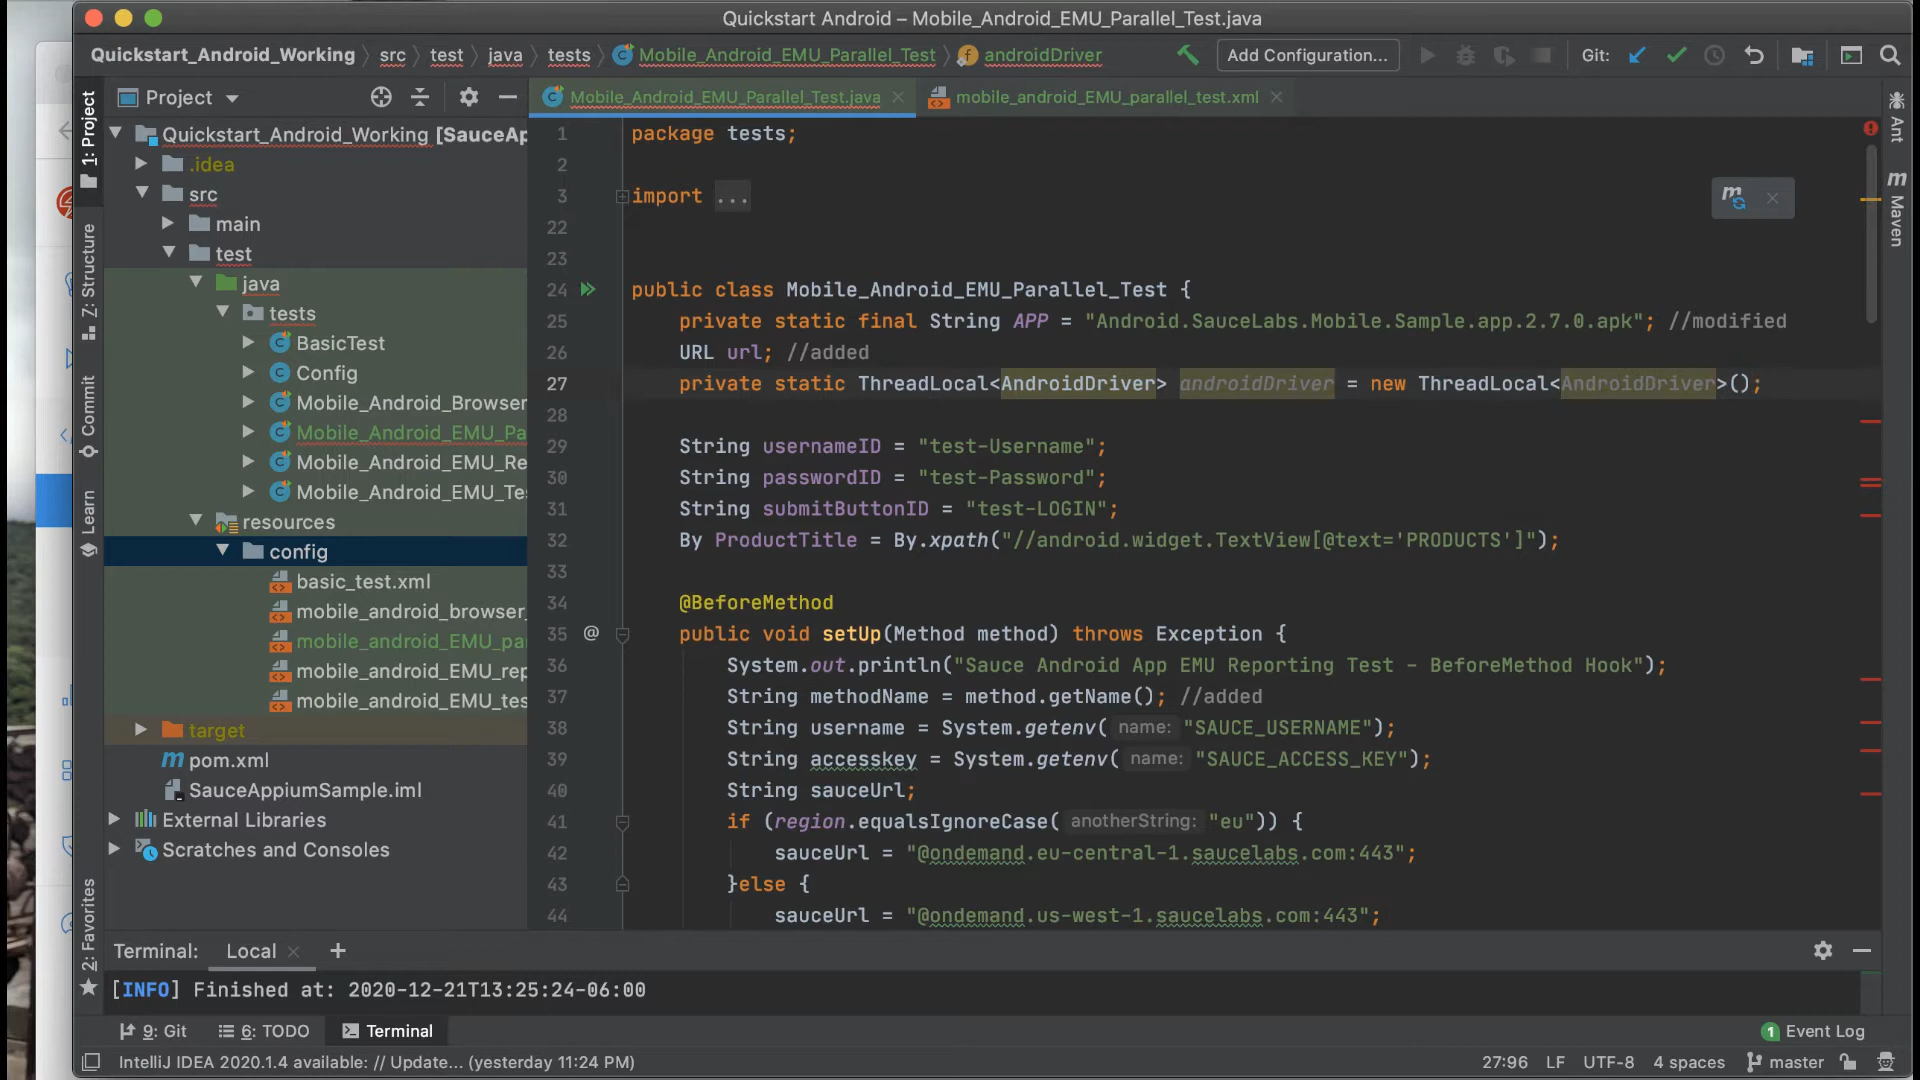 Quickstart Android – Mobile_Android_EMU_Parallel_Test.java
Quickstart_Android_Working src test java tests Mobile_Android_EMU_Parallel_Test androidDriver Add Configuration... Git:
Project
Mobile_Android_EMU_Parallel_Test.java
mobile_android_EMU_parallel_test.xml
1: Project
Z: Structure
Commit
Learn
2: Favorites
Quickstart_Android_Working [SauceAp
.idea
src
main
test
java
tests
BasicTest
Config
Mobile_Android_Browser
Mobile_Android_EMU_Pa
Mobile_Android_EMU_Re
Mobile_Android_EMU_Te
resources
config
basic_test.xml
mobile_android_browser_
mobile_android_EMU_pa
mobile_android_EMU_rep
mobile_android_EMU_tes
target
pom.xml
SauceAppiumSample.iml
External Libraries
Scratches and Consoles
1 package tests;
2
3 import ...
22
23
24 public class Mobile_Android_EMU_Parallel_Test {
25 private static final String APP = "Android.SauceLabs.Mobile.Sample.app.2.7.0.apk"; //modified
26 URL url; //added
27 private static ThreadLocal<AndroidDriver> androidDriver = new ThreadLocal<AndroidDriver>();
28
29 String usernameID = "test-Username";
30 String passwordID = "test-Password";
31 String submitButtonID = "test-LOGIN";
32 By ProductTitle = By.xpath("//android.widget.TextView[@text='PRODUCTS']");
33
34 @BeforeMethod
35 @ public void setUp(Method method) throws Exception {
36 System.out.println("Sauce Android App EMU Reporting Test - BeforeMethod Hook");
37 String methodName = method.getName(); //added
38 String username = System.getenv( name: "SAUCE_USERNAME");
39 String accesskey = System.getenv( name: "SAUCE_ACCESS_KEY");
40 String sauceUrl;
41 if (region.equalsIgnoreCase( anotherString: "eu")) {
42 sauceUrl = "@ondemand.eu-central-1.saucelabs.com:443";
43 }else {
44 sauceUrl = "@ondemand.us-west-1.saucelabs.com:443";
m
Ant
m
Maven
Terminal: Local +
[INFO] Finished at: 2020-12-21T13:25:24-06:00
9: Git 6: TODO Terminal 1 Event Log
IntelliJ IDEA 2020.1.4 available: // Update... (yesterday 11:24 PM) 27:96 LF UTF-8 4 spaces master